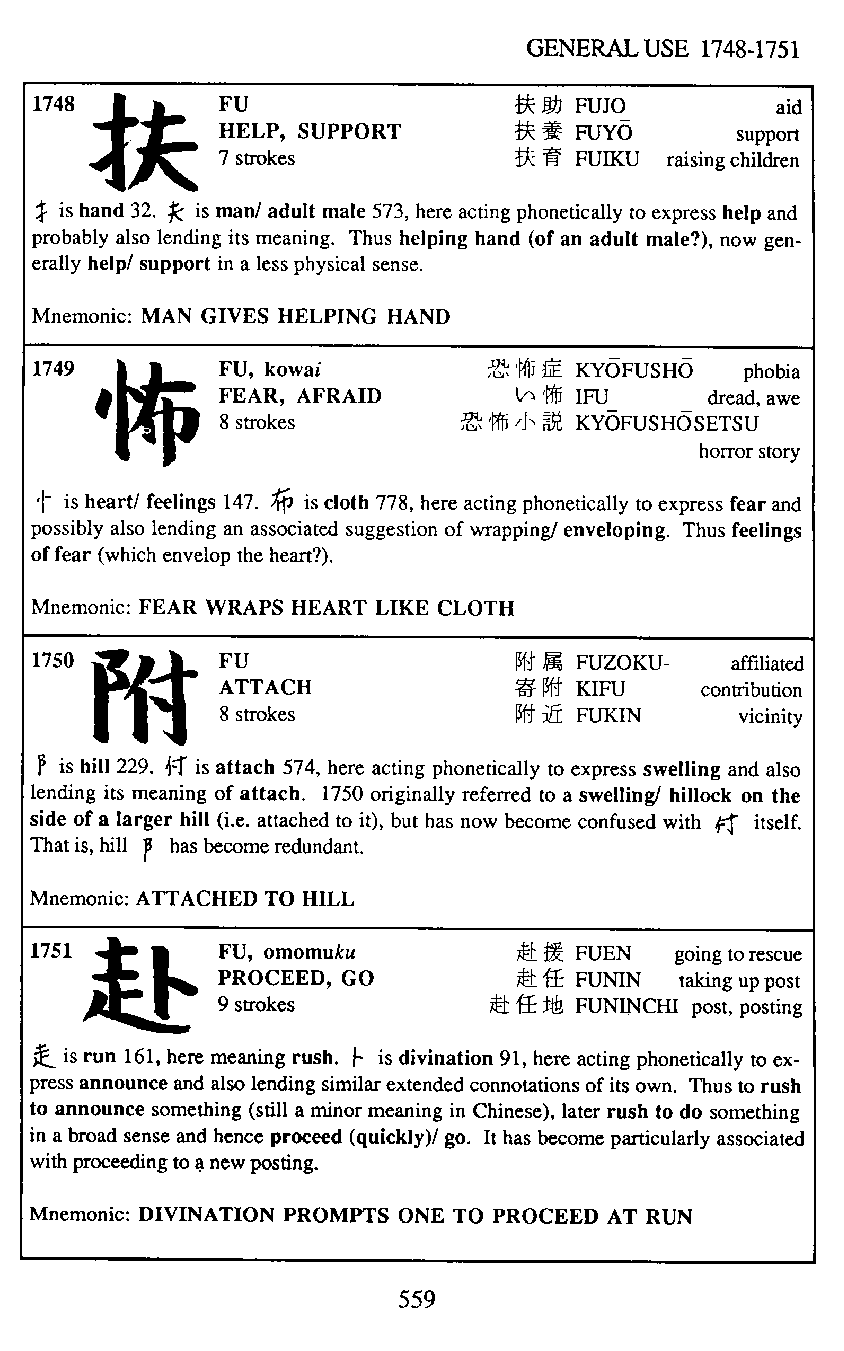 GENERAL USE 1748-1751
1748 扶 FU 扶助 FUJO aid
HELP, SUPPORT 扶養 FUYŌ support
7 strokes 扶育 FUIKU raising children
扌 is hand 32. 夫 is man/ adult male 573, here acting phonetically to express help and
probably also lending its meaning. Thus helping hand (of an adult male?), now gen-
erally help/ support in a less physical sense.
Mnemonic: MAN GIVES HELPING HAND
1749 怖 FU, kowai 恐怖症 KYŌFUSHŌ phobia
FEAR, AFRAID い怖 IFU dread, awe
8 strokes 恐怖小説 KYŌFUSHŌSETSU
horror story
忄 is heart/ feelings 147. 布 is cloth 778, here acting phonetically to express fear and
possibly also lending an associated suggestion of wrapping/ enveloping. Thus feelings
of fear (which envelop the heart?).
Mnemonic: FEAR WRAPS HEART LIKE CLOTH
1750 附 FU 附属 FUZOKU- affiliated
ATTACH 寄附 KIFU contribution
8 strokes 附近 FUKIN vicinity
阝 is hill 229. 付 is attach 574, here acting phonetically to express swelling and also
lending its meaning of attach. 1750 originally referred to a swelling/ hillock on the
side of a larger hill (i.e. attached to it), but has now become confused with 付 itself.
That is, hill 阝 has become redundant.
Mnemonic: ATTACHED TO HILL
1751 赴 FU, omomuku 赴援 FUEN going to rescue
PROCEED, GO 赴任 FUNIN taking up post
9 strokes 赴任地 FUNINCHI post, posting
走 is run 161, here meaning rush. 卜 is divination 91, here acting phonetically to ex-
press announce and also lending similar extended connotations of its own. Thus to rush
to announce something (still a minor meaning in Chinese), later rush to do something
in a broad sense and hence proceed (quickly)/ go. It has become particularly associated
with proceeding to a new posting.
Mnemonic: DIVINATION PROMPTS ONE TO PROCEED AT RUN
559